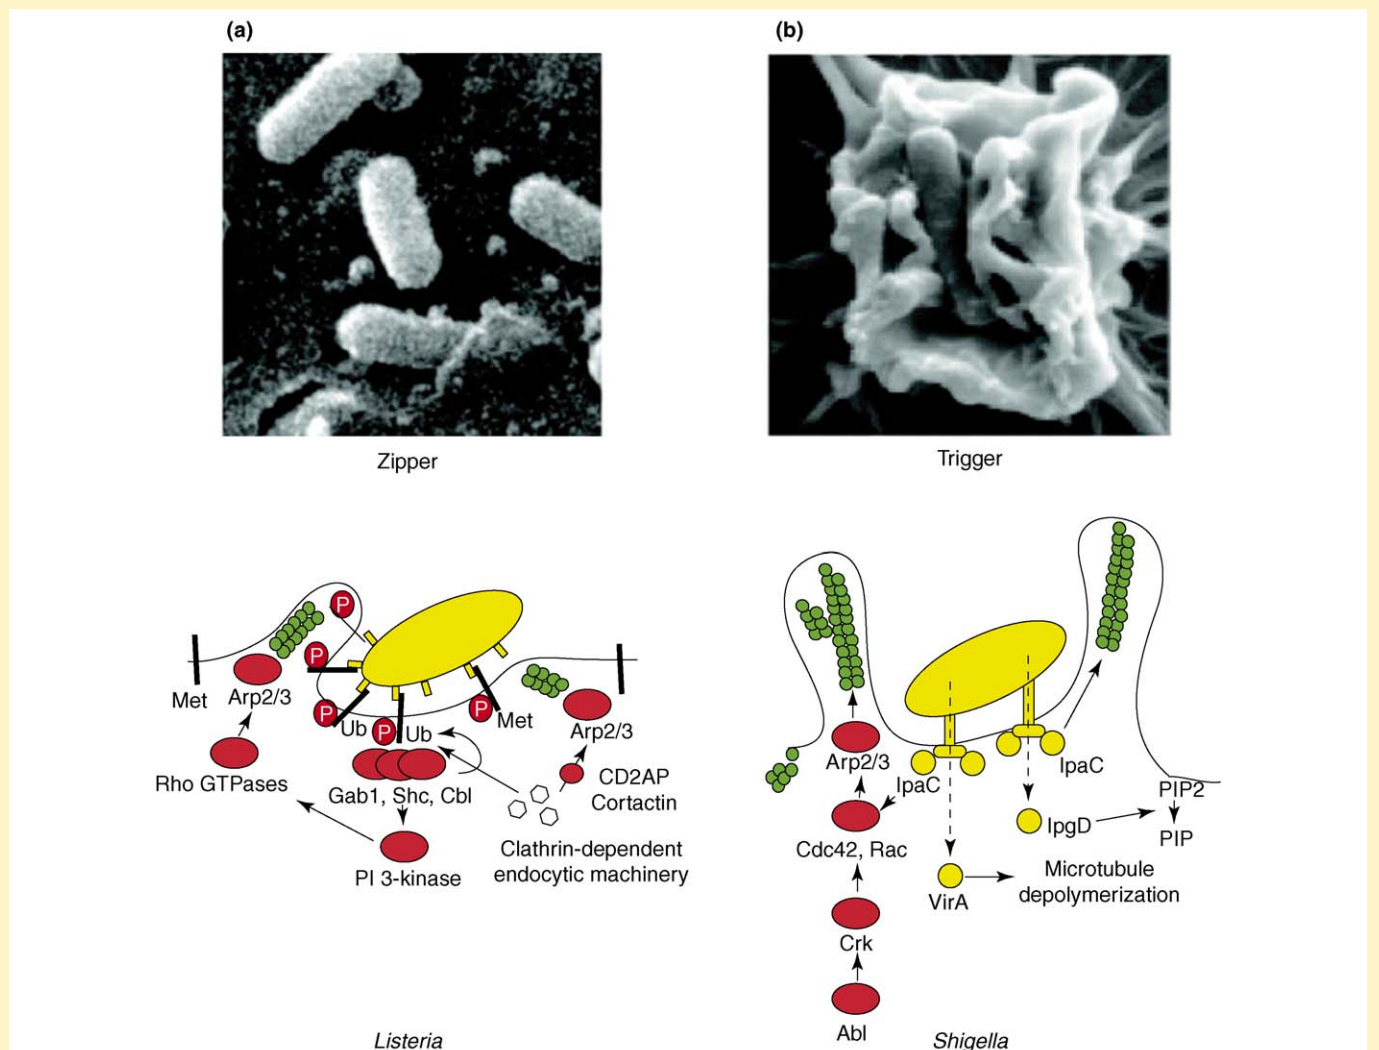 (a)
Zipper
Met
Arp2/3
Rho GTPases
P
P
P
P
P
Ub
Ub
Met
Arp2/3
Gab1, Shc, Cbl
PI 3-kinase
CD2AP
Cortactin
Clathrin-dependent
endocytic machinery
Listeria
(b)
Trigger
Arp2/3
IpaC
IpaC
Cdc42, Rac
Crk
Abl
VirA
Microtubule
depolymerization
IpgD
PIP2
PIP
Shigella